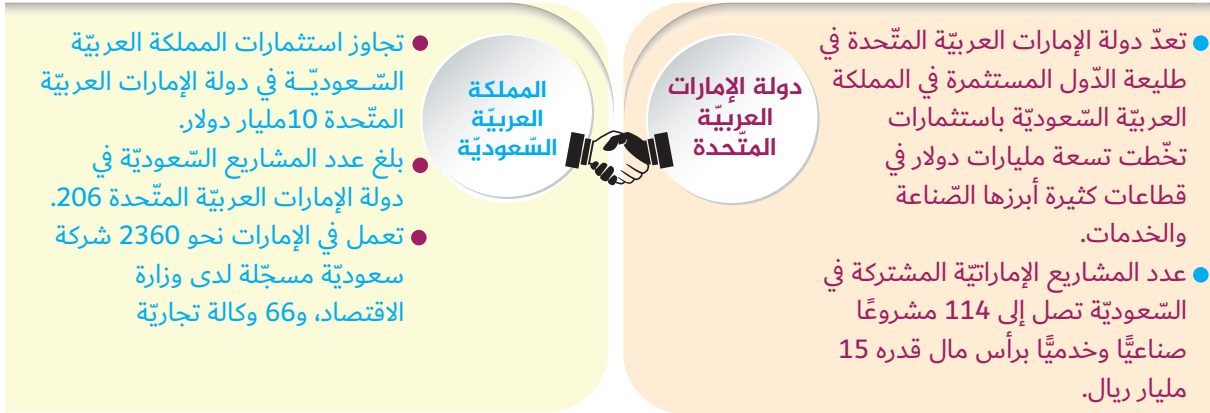 تعدّ دولة الإمارات العربيّة المتّحدة في
طليعة الدّول المستثمرة في المملكة
العربيّة السّعوديّة باستثمارات
تخّطت تسعة مليارات دولار في
قطاعات كثيرة أبرزها الصّناعة
والخدمات.
عدد المشاريع الإماراتيّة المشتركة في
السّعوديّة تصل إلى 114 مشروعًا
صناعيًّا وخدميًّا برأس مال قدره 15
مليار ريال.
دولة الإمارات
العربيّة
المتّحدة
المملكة
العربيّة
السّعوديّة
تجاوز استثمارات المملكة العربيّة
السّـعوديّــة في دولة الإمارات العربيّة
المتّحدة 10مليار دولار.
بلغ عدد المشاريع السّعوديّة في
دولة الإمارات العربيّة المتّحدة 206.
تعمل في الإمارات نحو 2360 شركة
سعوديّة مسجّلة لدى وزارة
الاقتصاد، و66 وكالة تجاريّة